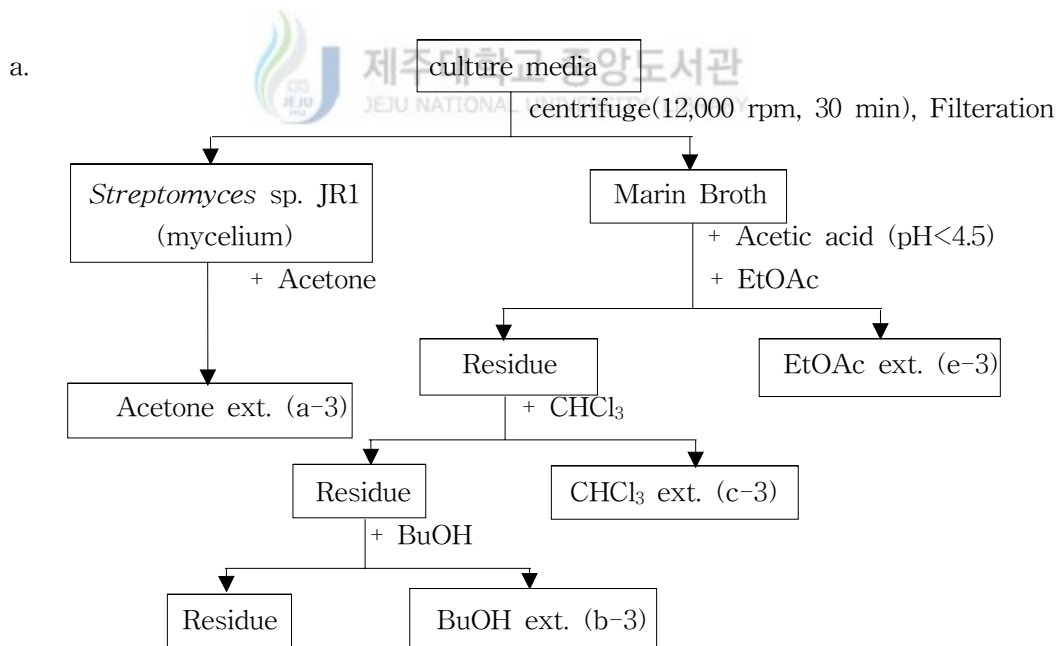 a.
제주대학교 중앙도서관
JEJU NATIONAL UNIVERSITY LIBRARY
JEJU
1952
culture media
centrifuge(12,000 rpm, 30 min), Filteration
Streptomyces sp. JR1
(mycelium)
Marin Broth
+ Acetic acid (pH<4.5)
+ EtOAc
+ Acetone
Residue
EtOAc ext. (e-3)
Acetone ext. (a-3)
+ CHCl₃
Residue
CHCl₃ ext. (c-3)
+ BuOH
Residue
BuOH ext. (b-3)